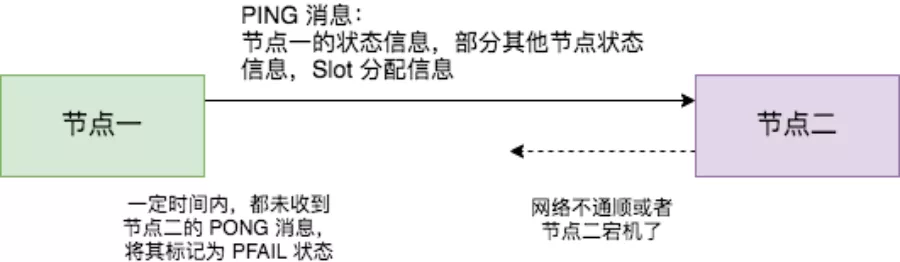 PING 消息:
节点一的状态信息，部分其他节点状态
信息，Slot 分配信息
节点一
节点二
一定时间内，都未收到
节点二的 PONG 消息，
将其标记为 PFAIL 状态
网络不通顺或者
节点二宕机了